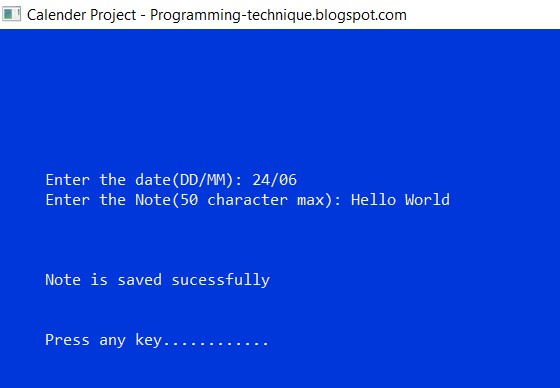 Calender Project - Programming-technique.blogspot.com
Enter the date(DD/MM): 24/06
Enter the Note(50 character max): Hello World
Note is saved sucessfully
Press any key............